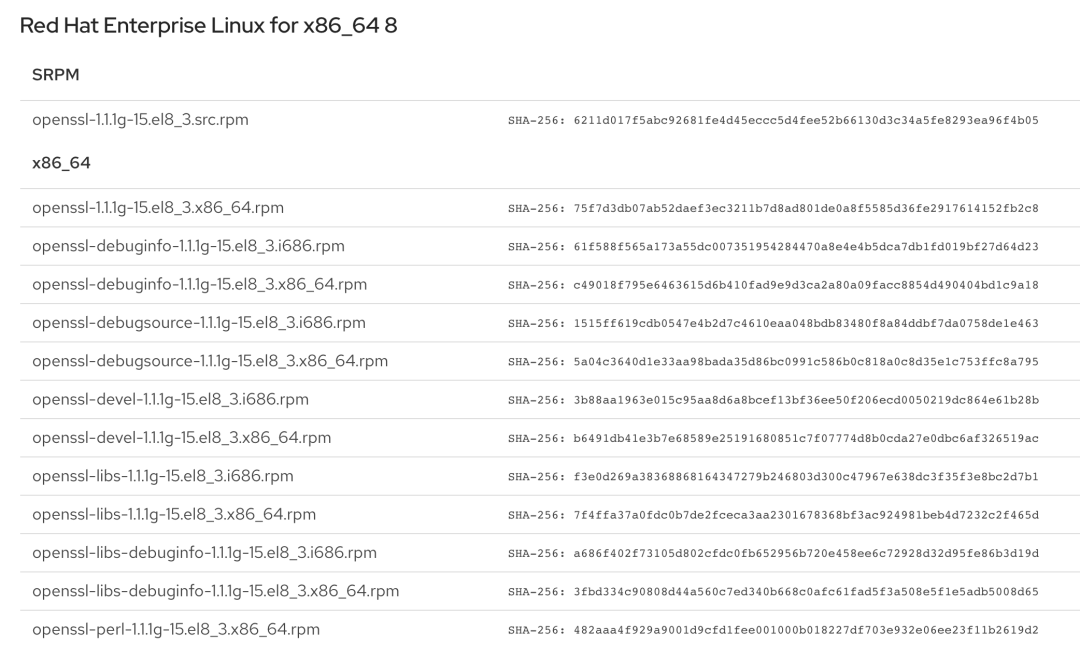 Red Hat Enterprise Linux for x86_64 8
SRPM
openssl-1.1.1g-15.el8_3.src.rpm SHA-256: 6211d017f5abc92681fe4d45eccc5d4fee52b66130d3c34a5fe8293ea96f4b05
x86_64
openssl-1.1.1g-15.el8_3.x86_64.rpm SHA-256: 75f7d3db07ab52daef3ec3211b7d8ad801de0a8f5585d36fe2917614152fb2c8
openssl-debuginfo-1.1.1g-15.el8_3.i686.rpm SHA-256: 61f588f565a173a55dc007351954284470a8e4e4b5dca7db1fd019bf27d64d23
openssl-debuginfo-1.1.1g-15.el8_3.x86_64.rpm SHA-256: c49018f795e6463615d6b410fad9e9d3ca2a80a09facc8854d490404bd1c9a18
openssl-debugsource-1.1.1g-15.el8_3.i686.rpm SHA-256: 1515ff619cdb0547e4b2d7c4610eaa048bdb83480f8a84ddbf7da0758de1e463
openssl-debugsource-1.1.1g-15.el8_3.x86_64.rpm SHA-256: 5a04c3640d1e33aa98bada35d86bc0991c586b0c818a0c8d35e1c753ffc8a795
openssl-devel-1.1.1g-15.el8_3.i686.rpm SHA-256: 3b88aa1963e015c95aa8d6a8bcef13bf36ee50f206ecd0050219dc864e61b28b
openssl-devel-1.1.1g-15.el8_3.x86_64.rpm SHA-256: b6491db41e3b7e68589e25191680851c7f07774d8b0cda27e0dbc6af326519ac
openssl-libs-1.1.1g-15.el8_3.i686.rpm SHA-256: f3e0d269a38368868164347279b246803d300c47967e638dc3f35f3e8bc2d7b1
openssl-libs-1.1.1g-15.el8_3.x86_64.rpm SHA-256: 7f4ffa37a0fdc0b7de2fceca3aa2301678368bf3ac924981beb4d7232c2f465d
openssl-libs-debuginfo-1.1.1g-15.el8_3.i686.rpm SHA-256: a686f402f73105d802cfdc0fb652956b720e458ee6c72928d32d95fe86b3d19d
openssl-libs-debuginfo-1.1.1g-15.el8_3.x86_64.rpm SHA-256: 3fbd334c90808d44a560c7ed340b668c0afc61fad5f3a508e5f1e5adb5008d65
openssl-perl-1.1.1g-15.el8_3.x86_64.rpm SHA-256: 482aaa4f929a9001d9cfd1fee001000b018227df703e932e06ee23f11b2619d2